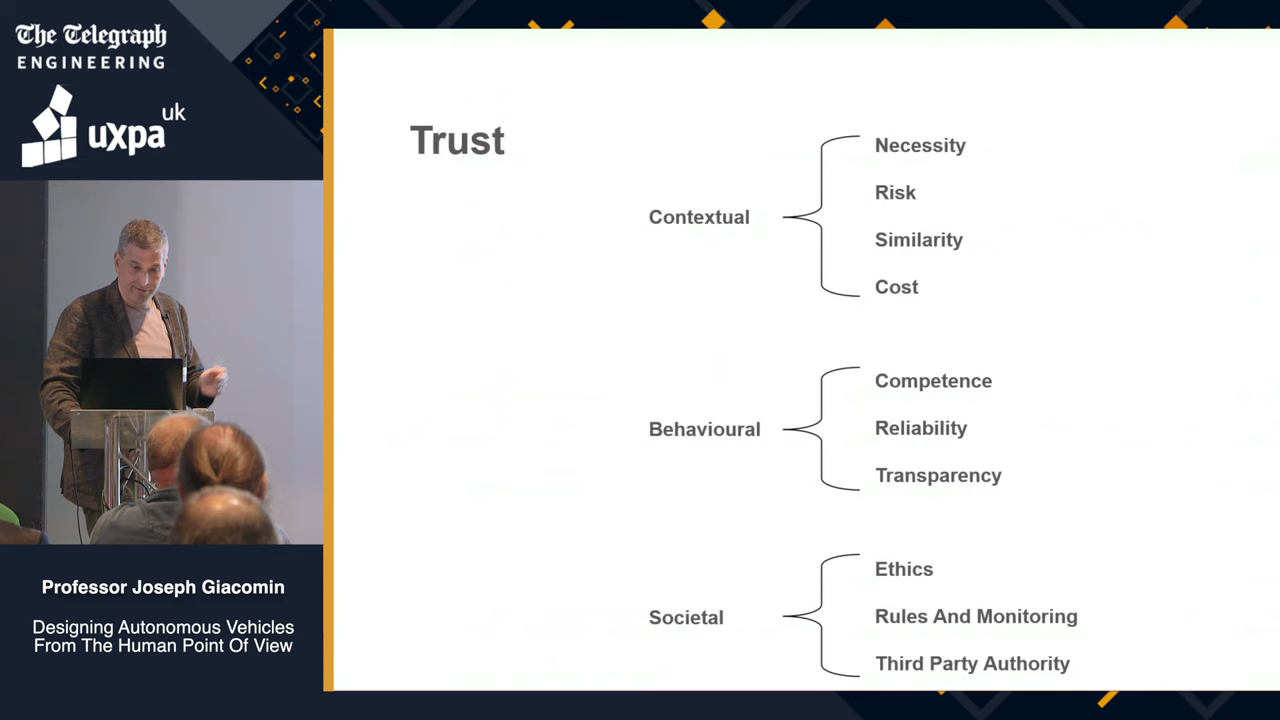 The Telegraph
ENGINEERING
uxpa uk
Trust
Contextual
Necessity
Risk
Similarity
Cost
Behavioural
Competence
Reliability
Transparency
Societal
Ethics
Rules And Monitoring
Third Party Authority
Professor Joseph Giacomin
Designing Autonomous Vehicles
From The Human Point Of View